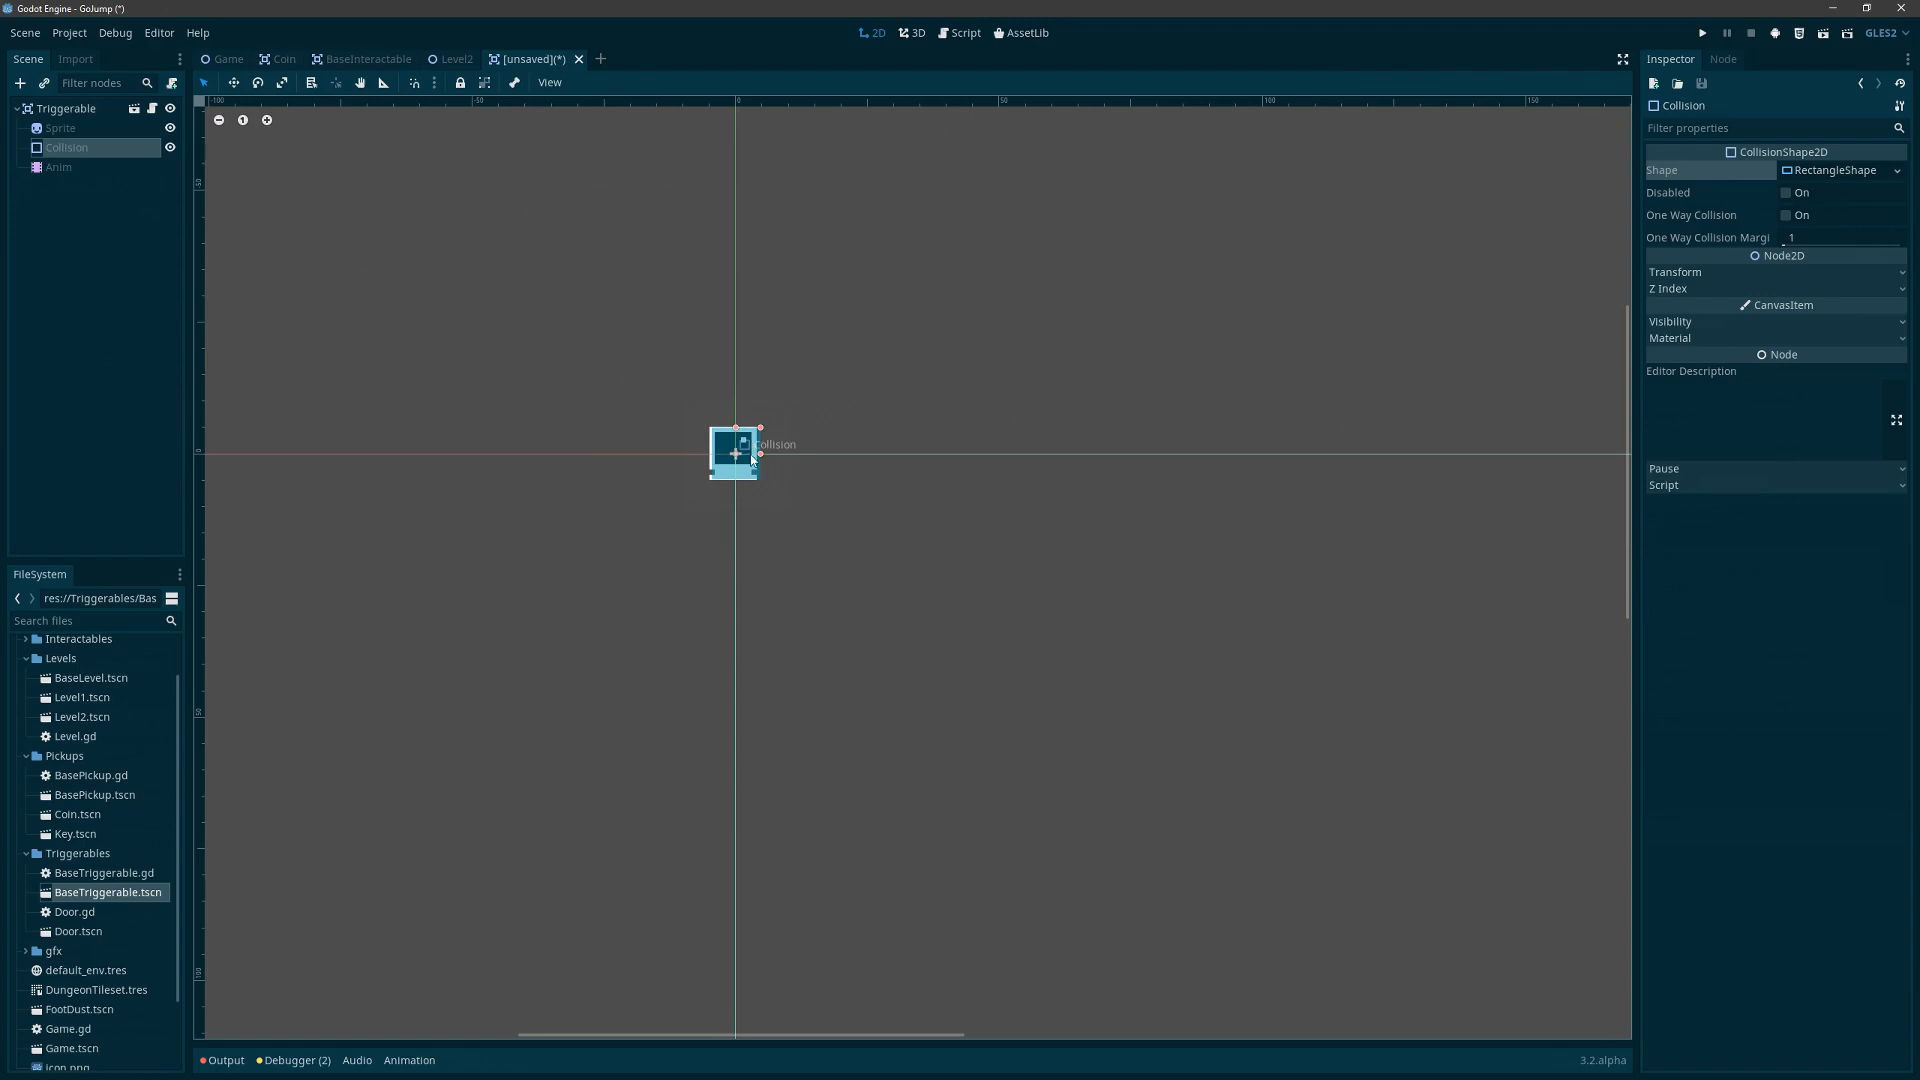 Godot Engine - GoJump (*)
Scene Project Debug Editor Help
2D 3D Script AssetLib
GLES2
Scene Import
Game Coin BaseInteractable Level2 [unsaved](*)
Inspector Node
Filter nodes
View
Triggerable
Sprite
Collision
Anim
-100 -50 0 50 100 150
-50
0
50
100
Collision
Collision
Filter properties
CollisionShape2D
Shape RectangleShape
Disabled On
One Way Collision On
One Way Collision Margi 1
Node2D
Transform
Z Index
CanvasItem
Visibility
Material
Node
Editor Description
Pause
Script
FileSystem
res://Triggerables/Bas
Search files
Interactables
Levels
BaseLevel.tscn
Level1.tscn
Level2.tscn
Level.gd
Pickups
BasePickup.gd
BasePickup.tscn
Coin.tscn
Key.tscn
Triggerables
BaseTriggerable.gd
BaseTriggerable.tscn
Door.gd
Door.tscn
gfx
default_env.tres
DungeonTileset.tres
FootDust.tscn
Game.gd
Game.tscn
icon.png
Output Debugger (2) Audio Animation
3.2.alpha